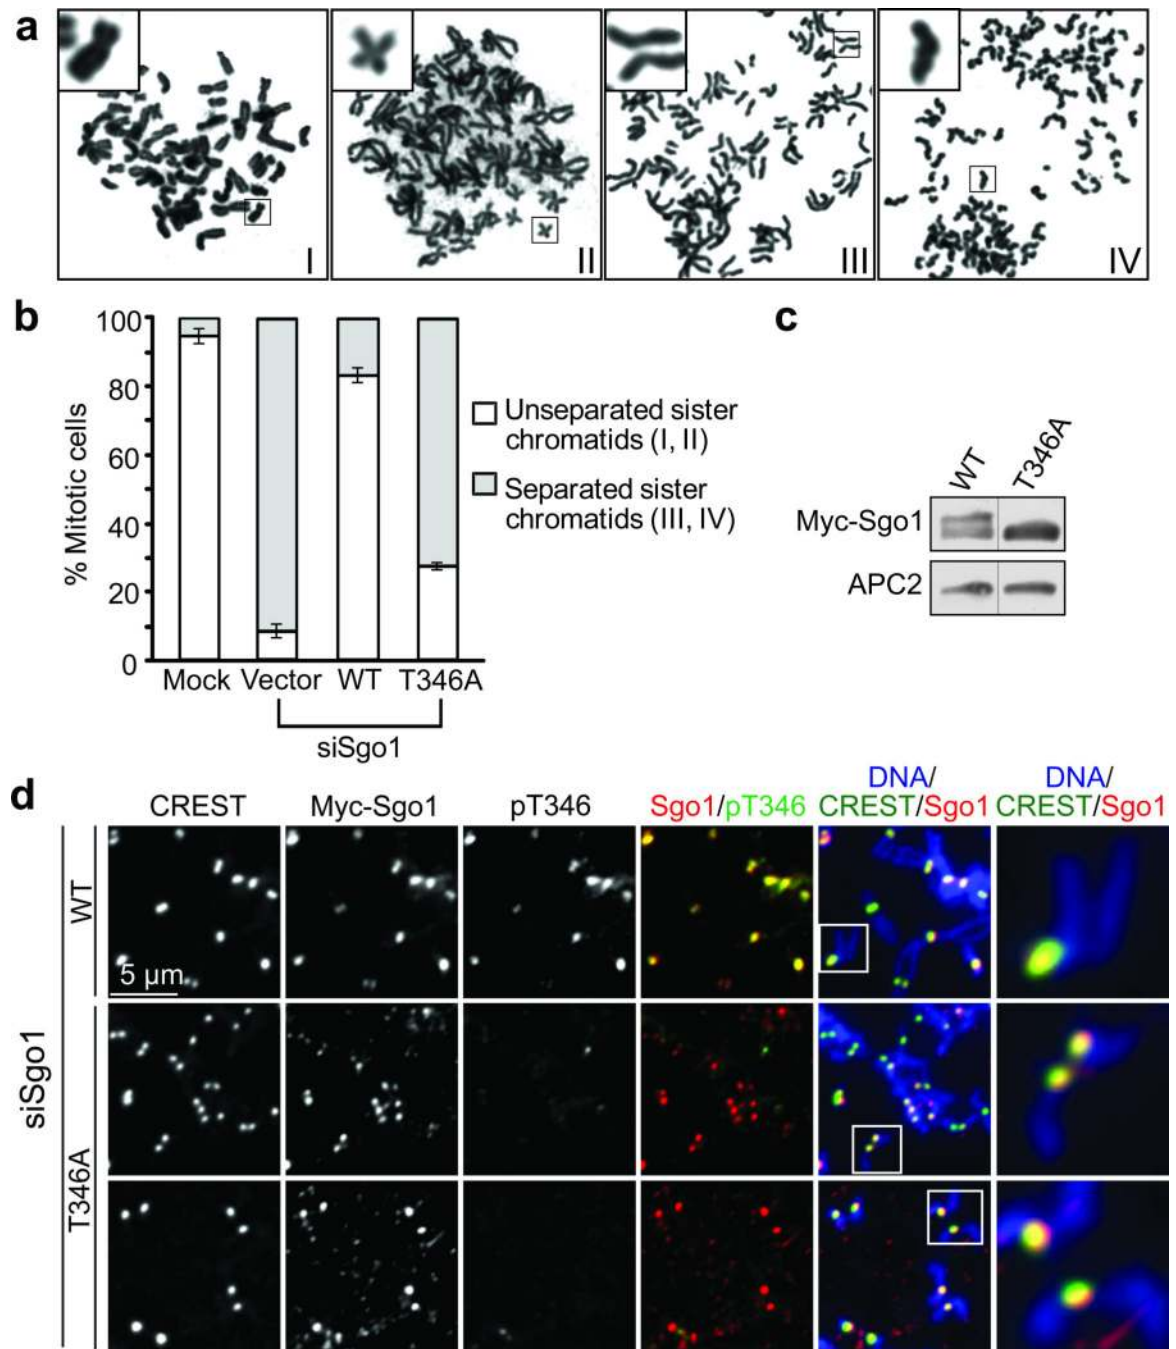 a
I
II
III
IV
b
100
80
60
40
20
0
% Mitotic cells
Mock Vector WT T346A
siSgo1
Unseparated sister
chromatids (I, II)
Separated sister
chromatids (III, IV)
c
WT
T346A
Myc-Sgo1
APC2
d
CREST
Myc-Sgo1
pT346
Sgo1/pT346
DNA/
CREST/Sgo1
DNA/
CREST/Sgo1
siSgo1
WT
5 µm
T346A